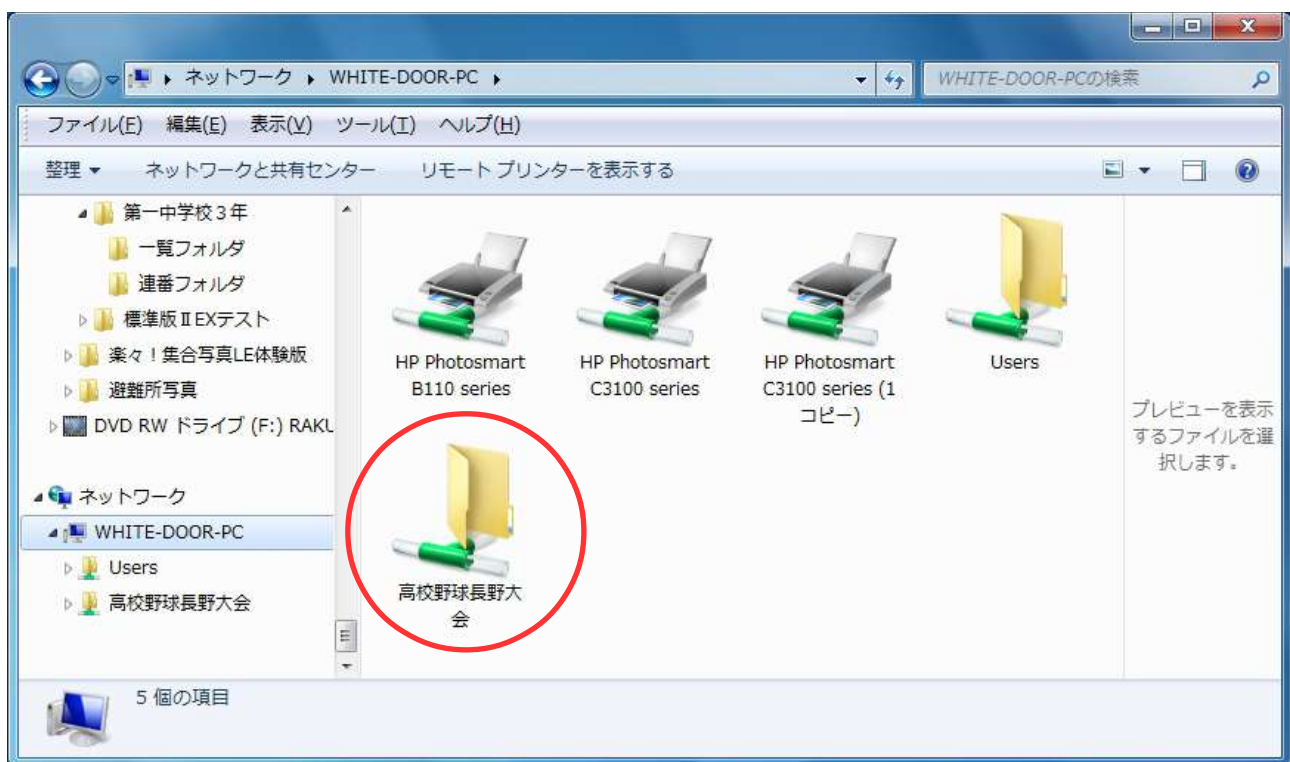 ネットワーク WHITE-DOOR-PC
WHITE-DOOR-PCの検索
ファイル(F) 編集(E) 表示(V) ツール(T) ヘルプ(H)
整理 ネットワークと共有センター リモート プリンターを表示する
第一中学校3年
一覧フォルダ
連番フォルダ
標準版ⅡEXテスト
楽々!集合写真LE体験版
避難所写真
DVD RW ドライブ (F:) RAKU
ネットワーク
WHITE-DOOR-PC
Users
高校野球長野大会
HP Photosmart
B110 series
HP Photosmart
C3100 series
HP Photosmart
C3100 series (1
コピー)
Users
高校野球長野大
会
プレビューを表示
するファイルを選
択します。
5 個の項目